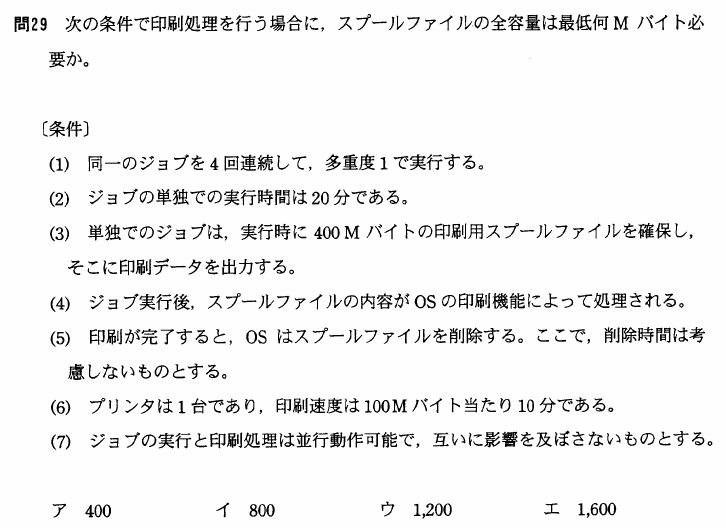 問29 次の条件で印刷処理を行う場合に，スプールファイルの全容量は最低何M バイト必
要か。
〔条件〕
(1) 同一のジョブを4回連続して，多重度1で実行する。
(2) ジョブの単独での実行時間は20分である。
(3) 単独でのジョブは，実行時に400M バイトの印刷用スプールファイルを確保し，
そこに印刷データを出力する。
(4) ジョブ実行後，スプールファイルの内容がOSの印刷機能によって処理される。
(5) 印刷が完了すると，OS はスプールファイルを削除する。ここで，削除時間は考
慮しないものとする。
(6) プリンタは1台であり，印刷速度は100Mバイト当たり10分である。
(7) ジョブの実行と印刷処理は並行動作可能で，互いに影響を及ぼさないものとする。
ア 400 イ 800 ウ 1,200 エ 1,600